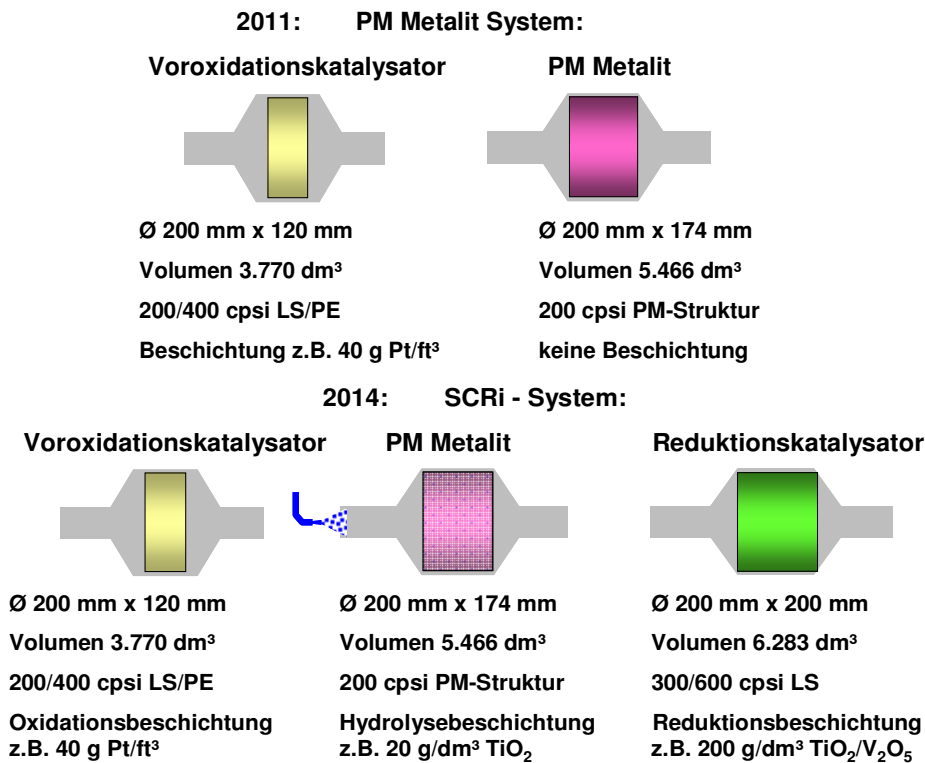 2011: PM Metalit System:
Voroxidationskatalysator
Ø 200 mm x 120 mm
Volumen 3.770 dm³
200/400 cpsi LS/PE
Beschichtung z.B. 40 g Pt/ft³
PM Metalit
Ø 200 mm x 174 mm
Volumen 5.466 dm³
200 cpsi PM-Struktur
keine Beschichtung
2014: SCRi - System:
Voroxidationskatalysator
Ø 200 mm x 120 mm
Volumen 3.770 dm³
200/400 cpsi LS/PE
Oxidationsbeschichtung
z.B. 40 g Pt/ft³
PM Metalit
Ø 200 mm x 174 mm
Volumen 5.466 dm³
200 cpsi PM-Struktur
Hydrolysebeschichtung
z.B. 20 g/dm³ TiO₂
Reduktionskatalysator
Ø 200 mm x 200 mm
Volumen 6.283 dm³
300/600 cpsi LS
Reduktionsbeschichtung
z.B. 200 g/dm³ TiO₂/V₂O₅